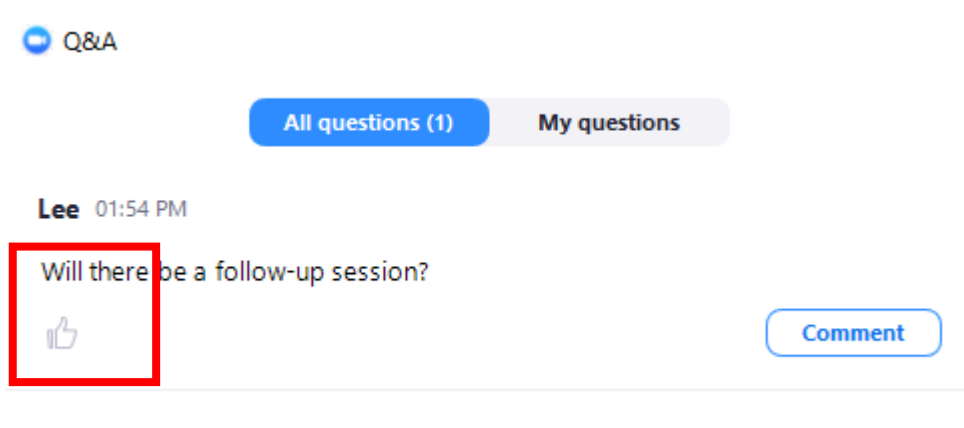 Q&A
All questions (1) My questions
Lee 01:54 PM
Will there be a follow-up session?
Comment